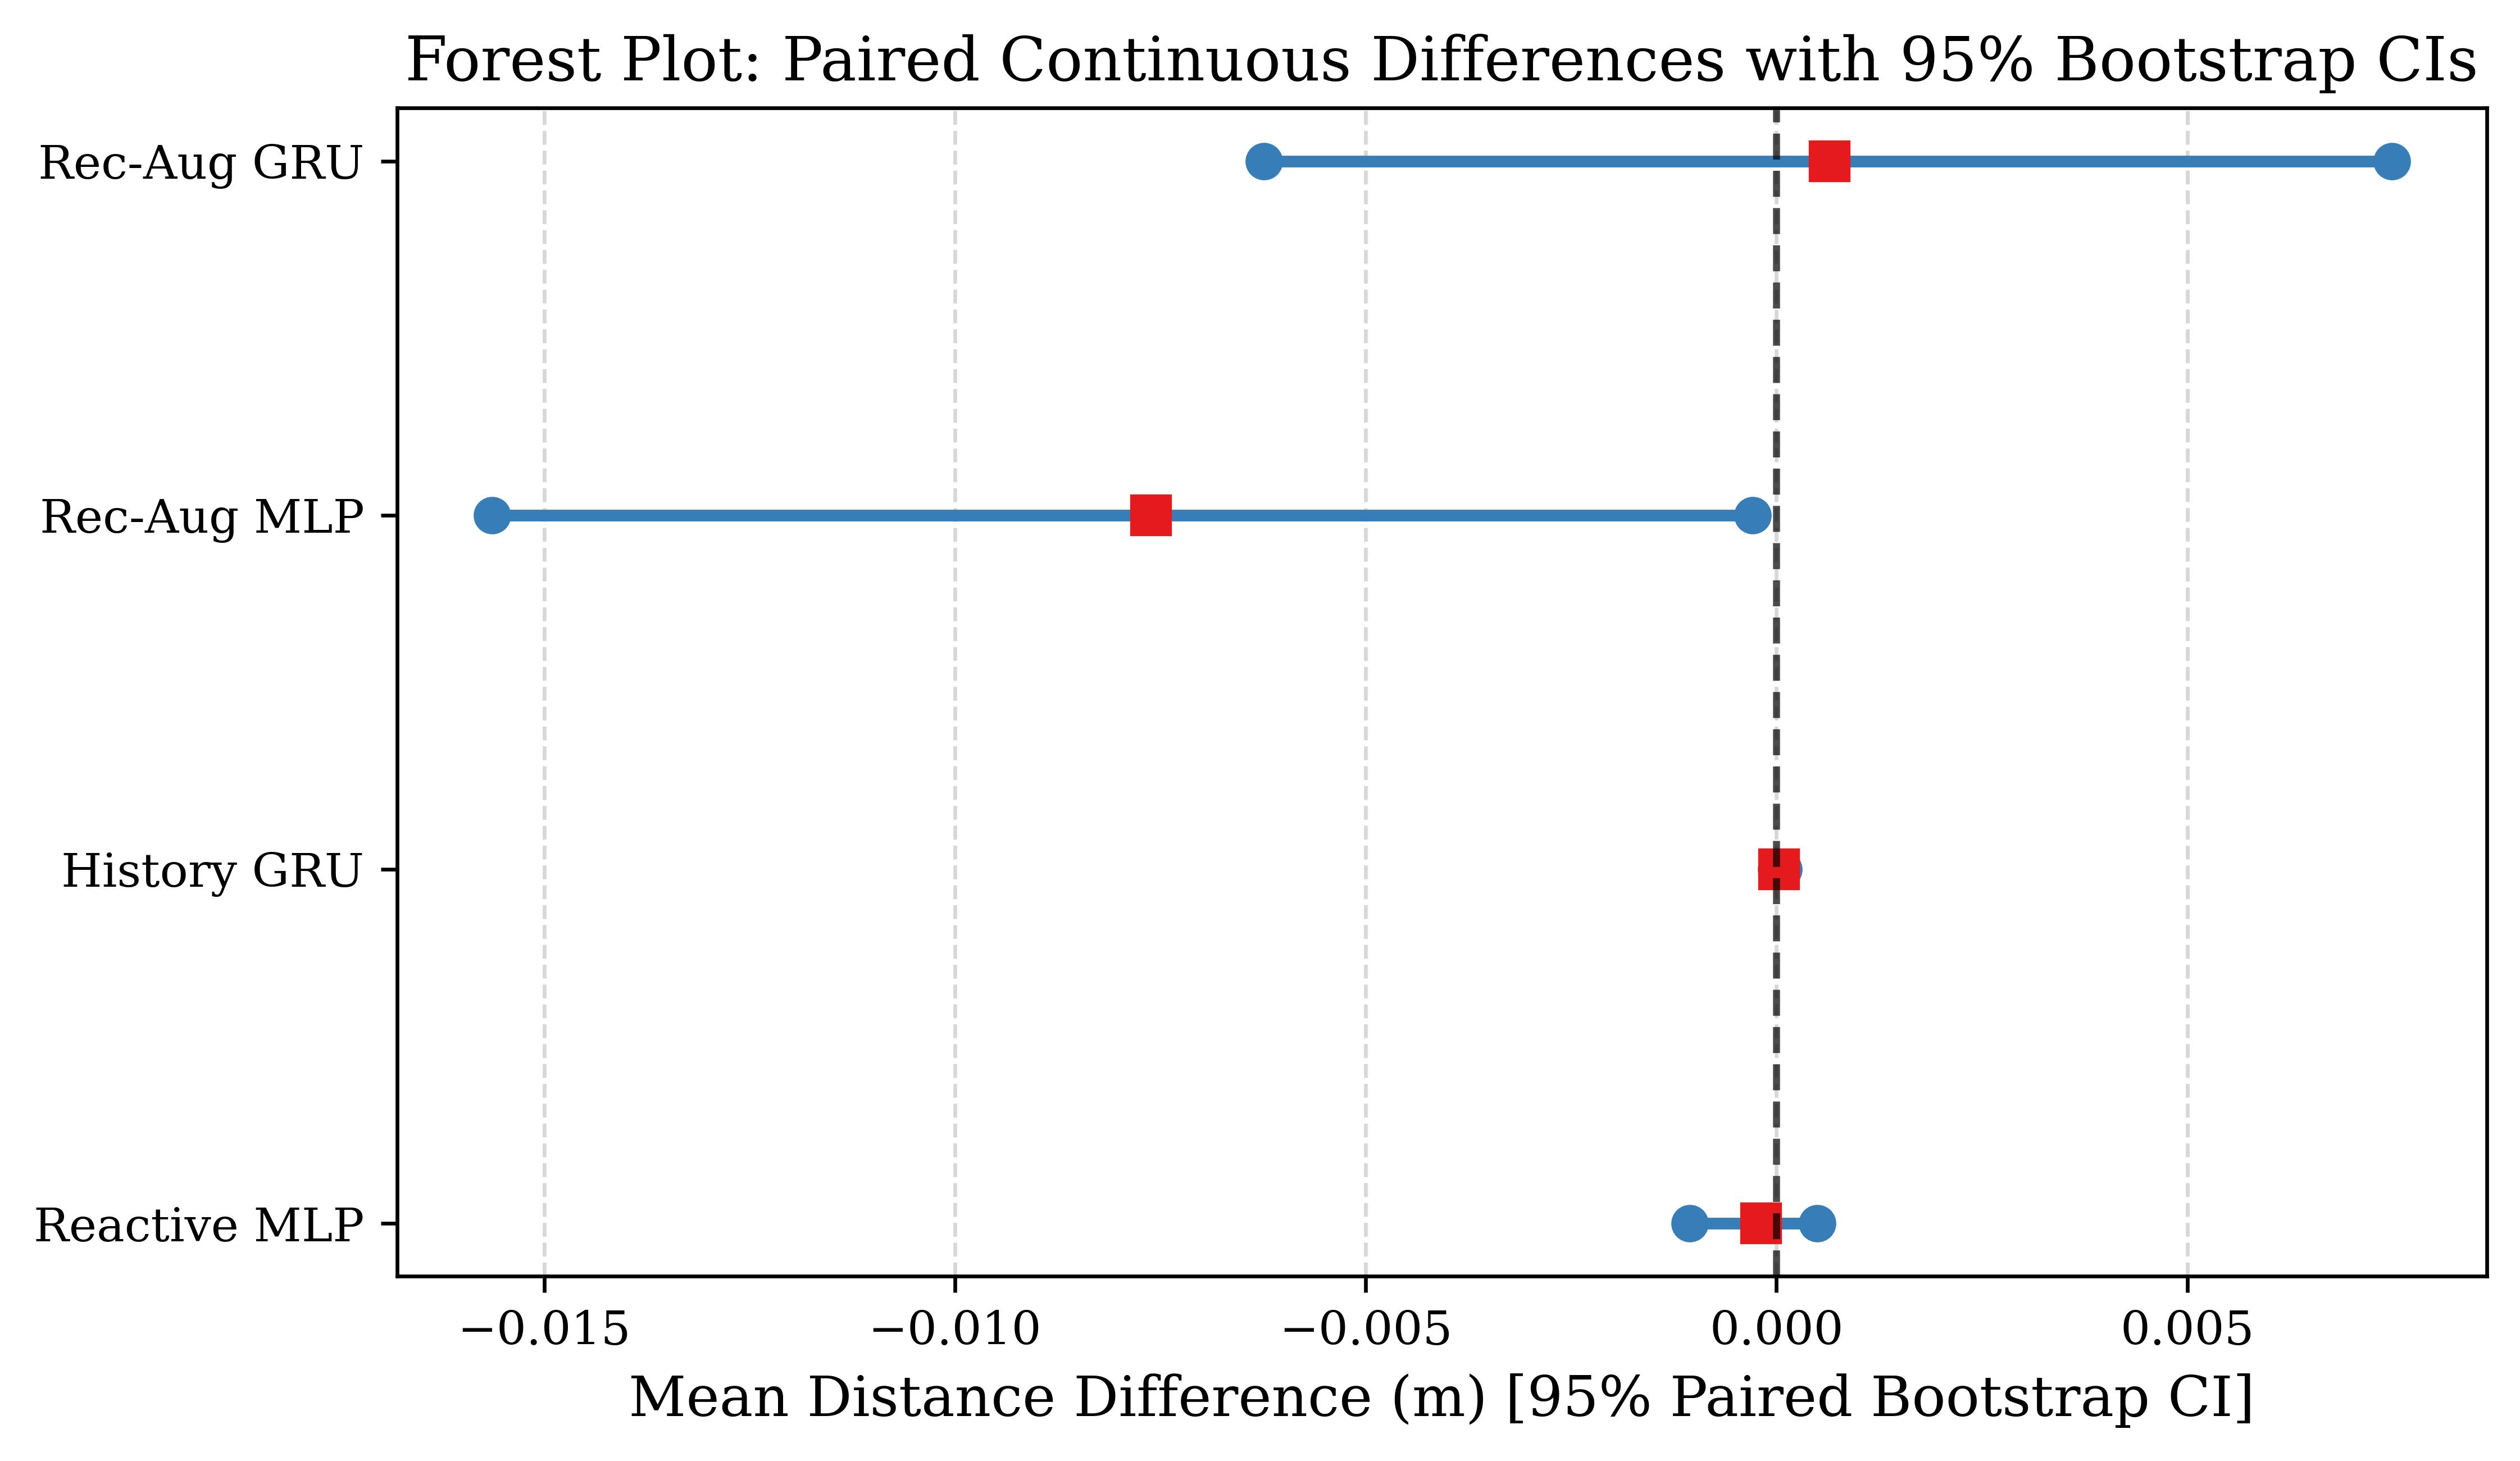 Forest Plot: Paired Continuous Differences with 95% Bootstrap CIs
Rec-Aug GRU
Rec-Aug MLP
History GRU
Reactive MLP
−0.015 −0.010 −0.005 0.000 0.005
Mean Distance Difference (m) [95% Paired Bootstrap CI]